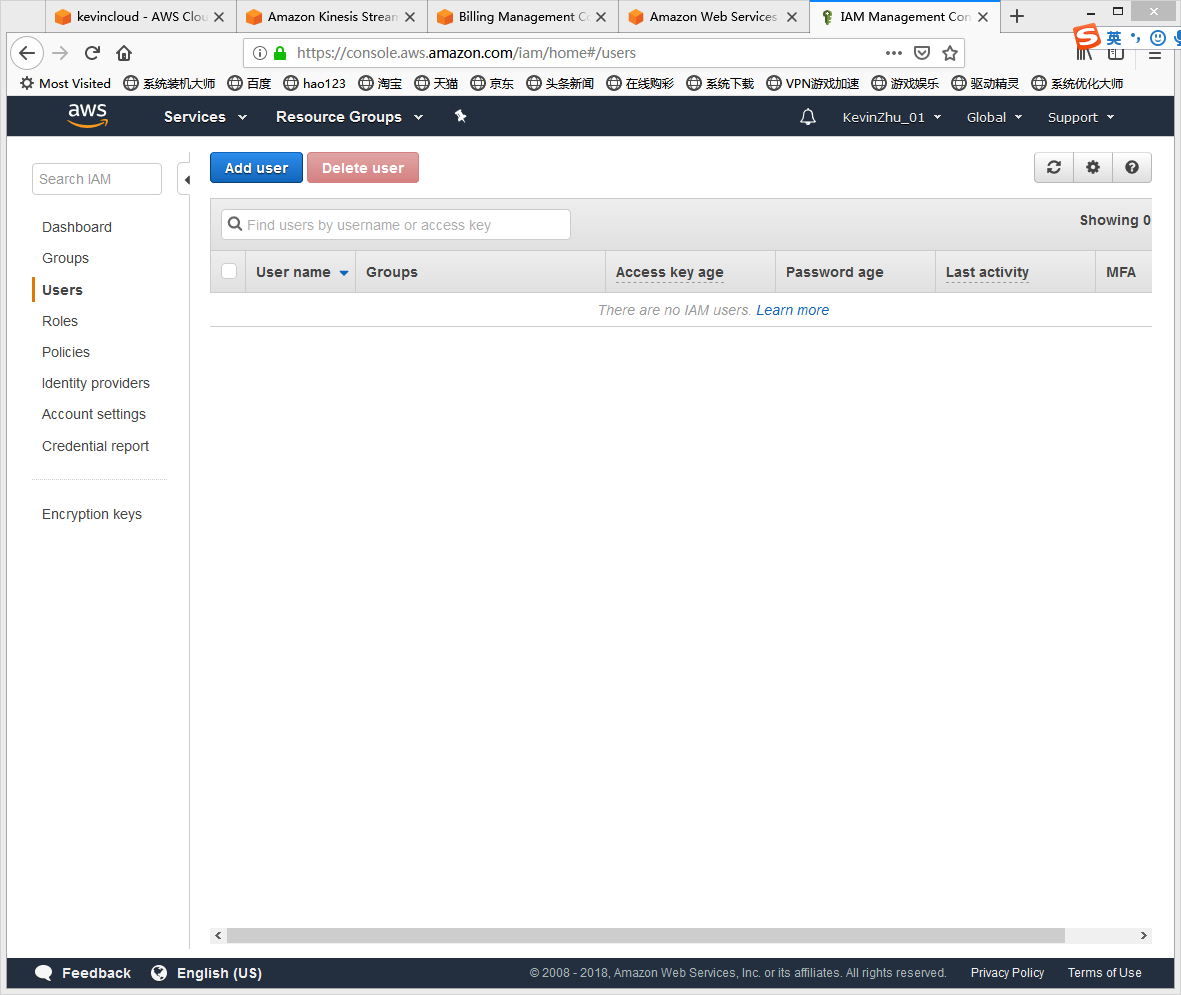 kevincloud - AWS Clou
Amazon Kinesis Stream
Billing Management Co
Amazon Web Services
IAM Management Con
英
https://console.aws.amazon.com/iam/home#/users
Most Visited 系统装机大师 百度 hao123 淘宝 天猫 京东 头条新闻 在线购彩 系统下载 VPN游戏加速 游戏娱乐 驱动精灵 系统优化大师
aws Services Resource Groups KevinZhu_01 Global Support
Search IAM
Dashboard
Groups
Users
Roles
Policies
Identity providers
Account settings
Credential report
Encryption keys
Add user Delete user
Find users by username or access key Showing 0
User name Groups Access key age Password age Last activity MFA
There are no IAM users. Learn more
Feedback English (US) © 2008 - 2018, Amazon Web Services, Inc. or its affiliates. All rights reserved. Privacy Policy Terms of Use